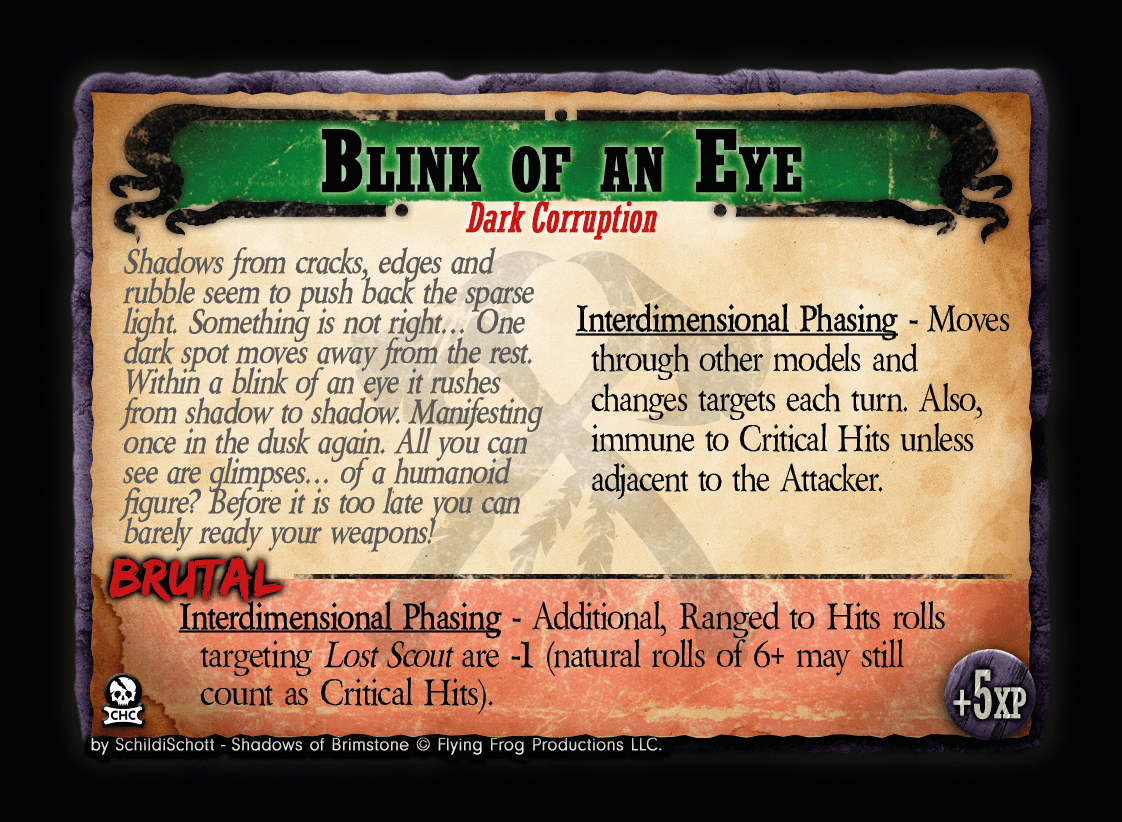 Blink of an Eye
Dark Corruption
Shadows from cracks, edges and
rubble seem to push back the sparse
light. Something is not right... One
dark spot moves away from the rest.
Within a blink of an eye it rushes
from shadow to shadow. Manifesting
once in the dusk again. All you can
see are glimpses... of a humanoid
figure? Before it is too late you can
barely ready your weapons!
Interdimensional Phasing - Moves
through other models and
changes targets each turn. Also,
immune to Critical Hits unless
adjacent to the Attacker.
BRUTAL
Interdimensional Phasing - Additional, Ranged to Hits rolls
targeting Lost Scout are -1 (natural rolls of 6+ may still
count as Critical Hits).
CHC
+5XP
by SchildiSchott - Shadows of Brimstone © Flying Frog Productions LLC.